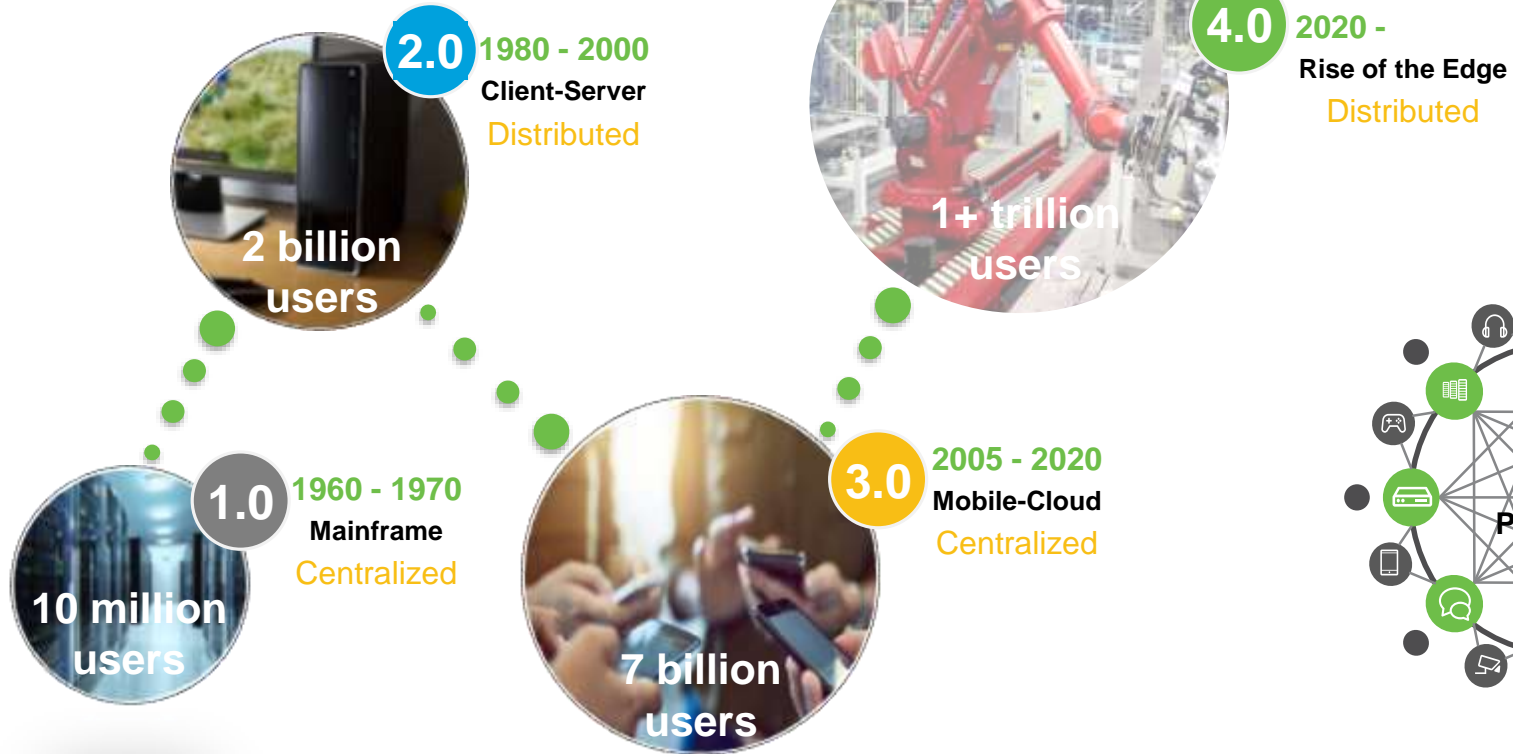 2.0
1980 - 2000
Client-Server
Distributed
2 billion
users
4.0
2020 -
Rise of the Edge
Distributed
1+ trillion
users
1.0
1960 - 1970
Mainframe
Centralized
10 million
users
3.0
2005 - 2020
Mobile-Cloud
Centralized
7 billion
users